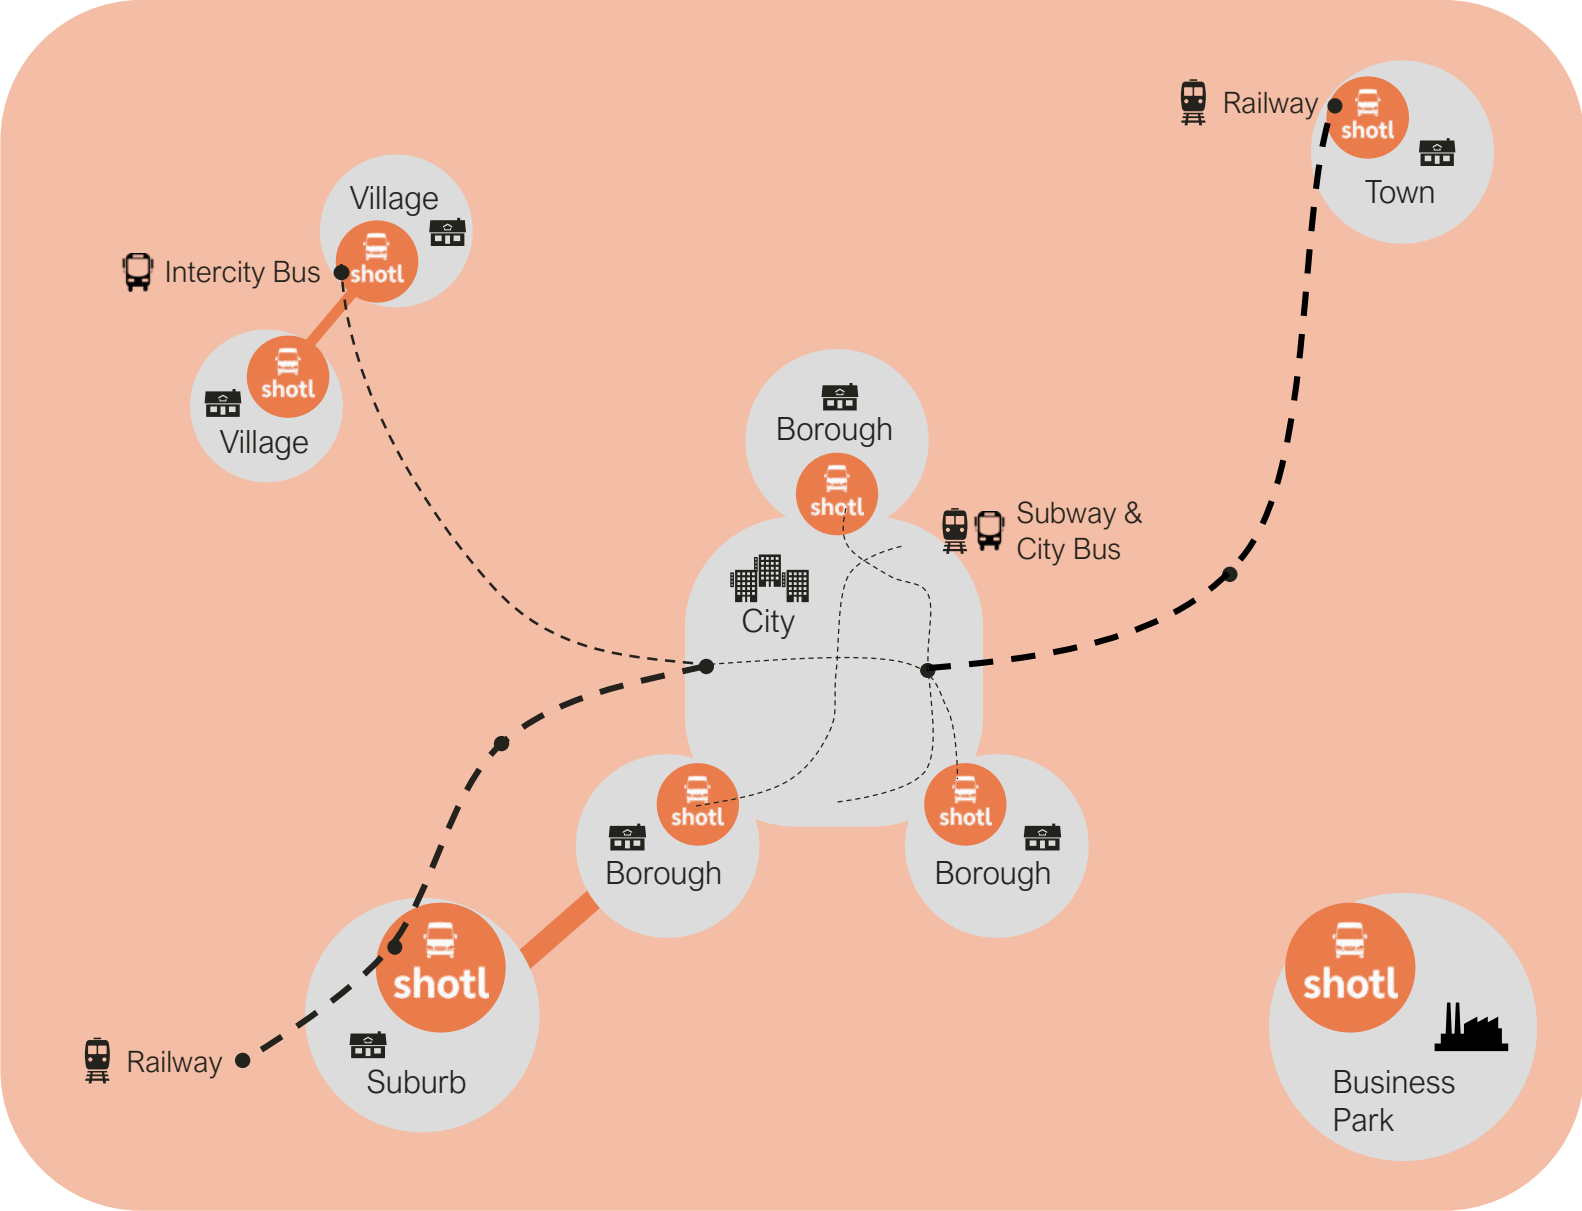 Railway
shotl
Town
Village
shotl
Intercity Bus
shotl
Village
Borough
shotl
Subway &
City Bus
City
shotl
Borough
shotl
Borough
shotl
Suburb
Railway
shotl
Business
Park